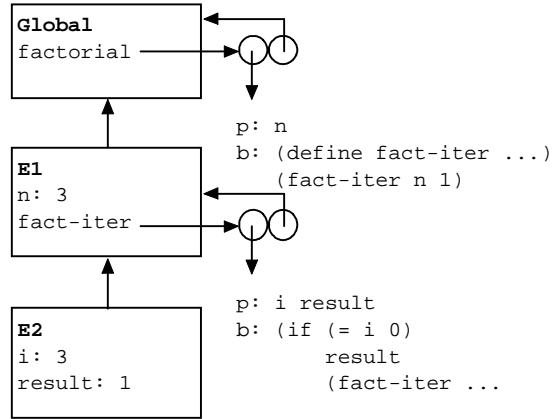 Global
factorial
p: n
b: (define fact-iter ...)
(fact-iter n 1)
E1
n: 3
fact-iter
p: i result
b: (if (= i 0)
result
(fact-iter ...
E2
i: 3
result: 1